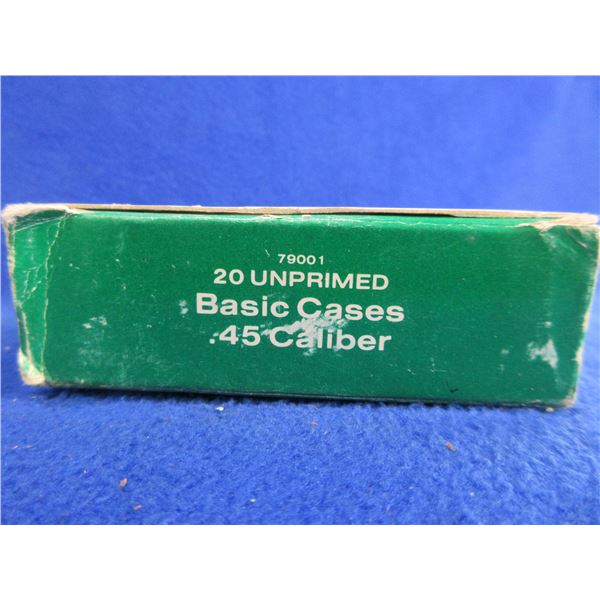 79001
20 UNPRIMED
Basic Cases
.45 Caliber